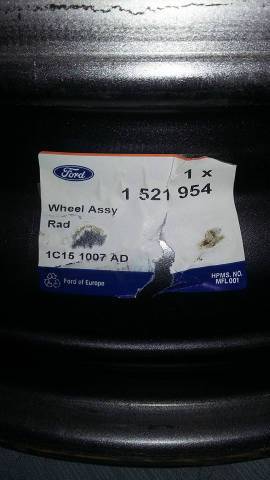 Ford
1 x
1 521 954
Wheel Assy
Rad
1C15 1007 AD
Ford of Europe
HPMS. NO.
MFL001